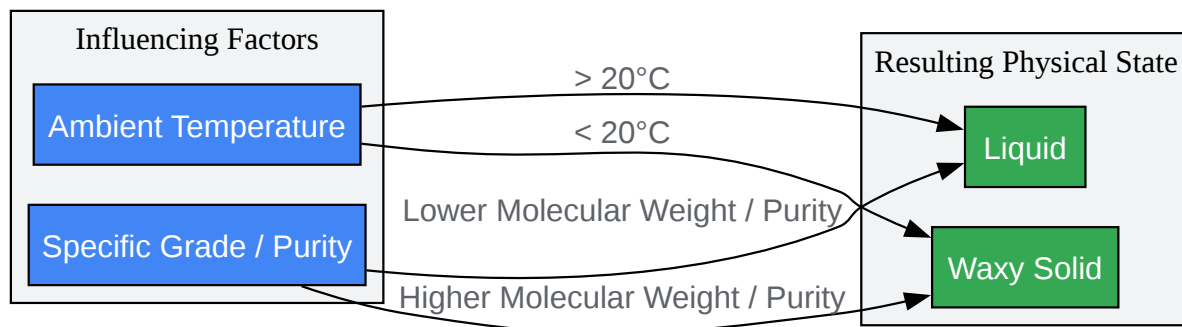 Influencing Factors
Ambient Temperature
Specific Grade / Purity
> 20°C
< 20°C
Lower Molecular Weight / Purity
Higher Molecular Weight / Purity
Resulting Physical State
Liquid
Waxy Solid